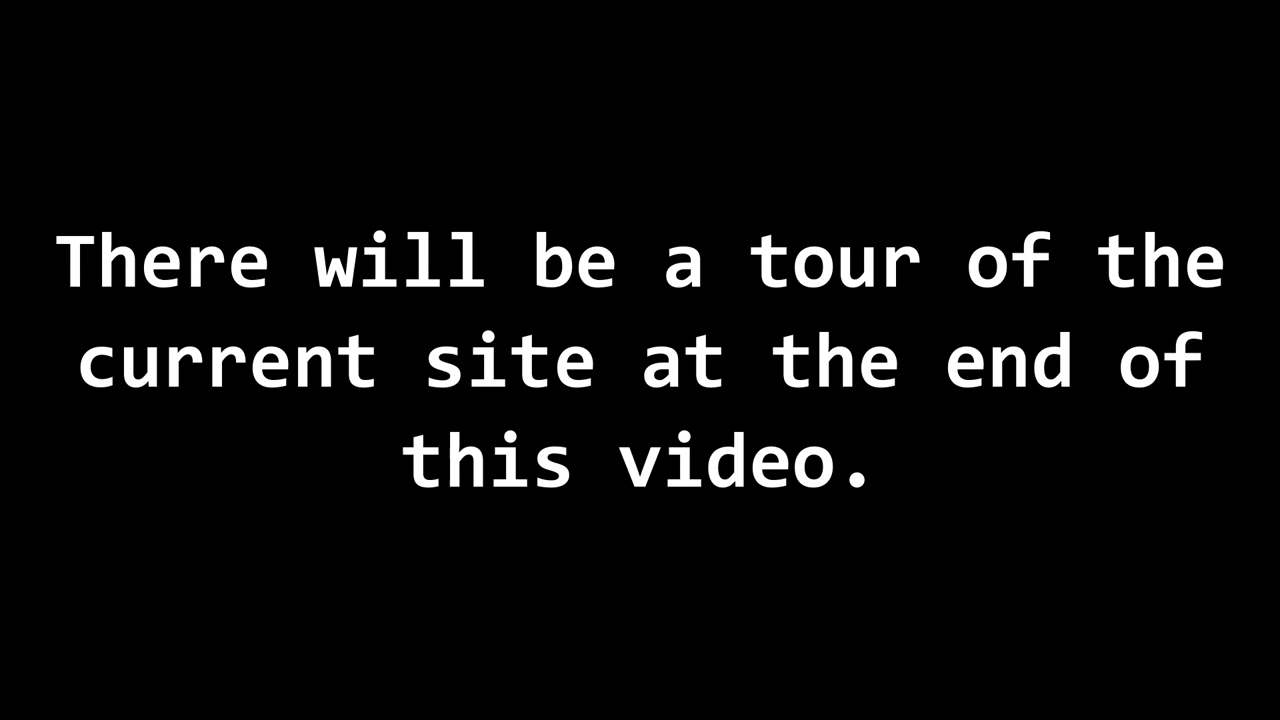 There will be a tour of the
current site at the end of
this video.